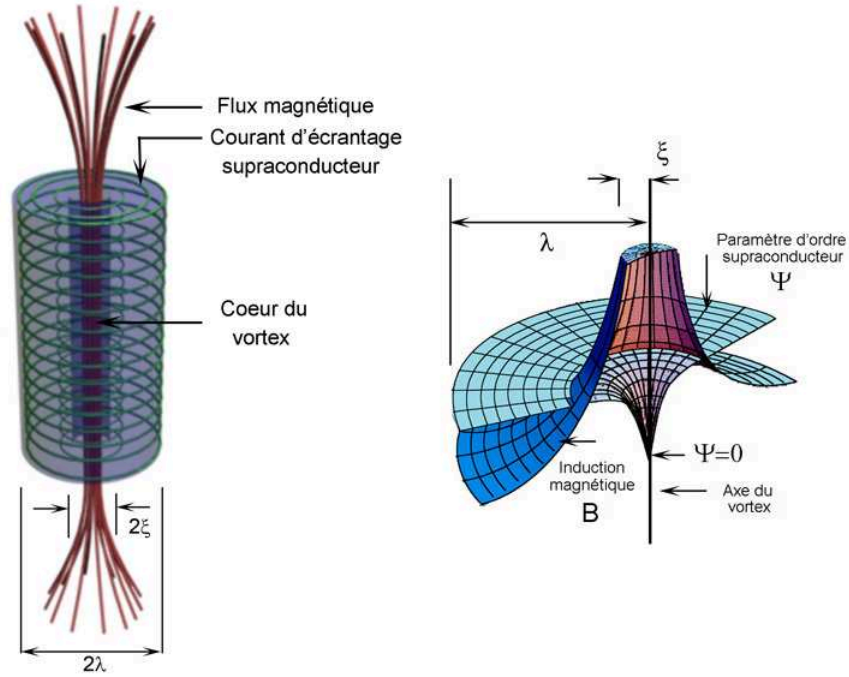 Flux magnétique
Courant d'écrantage
supraconducteur
Coeur du
vortex
2ξ
2λ
ξ
λ
Paramètre d'ordre
supraconducteur
Ψ
Ψ=0
Induction
magnétique
B
Axe du
vortex